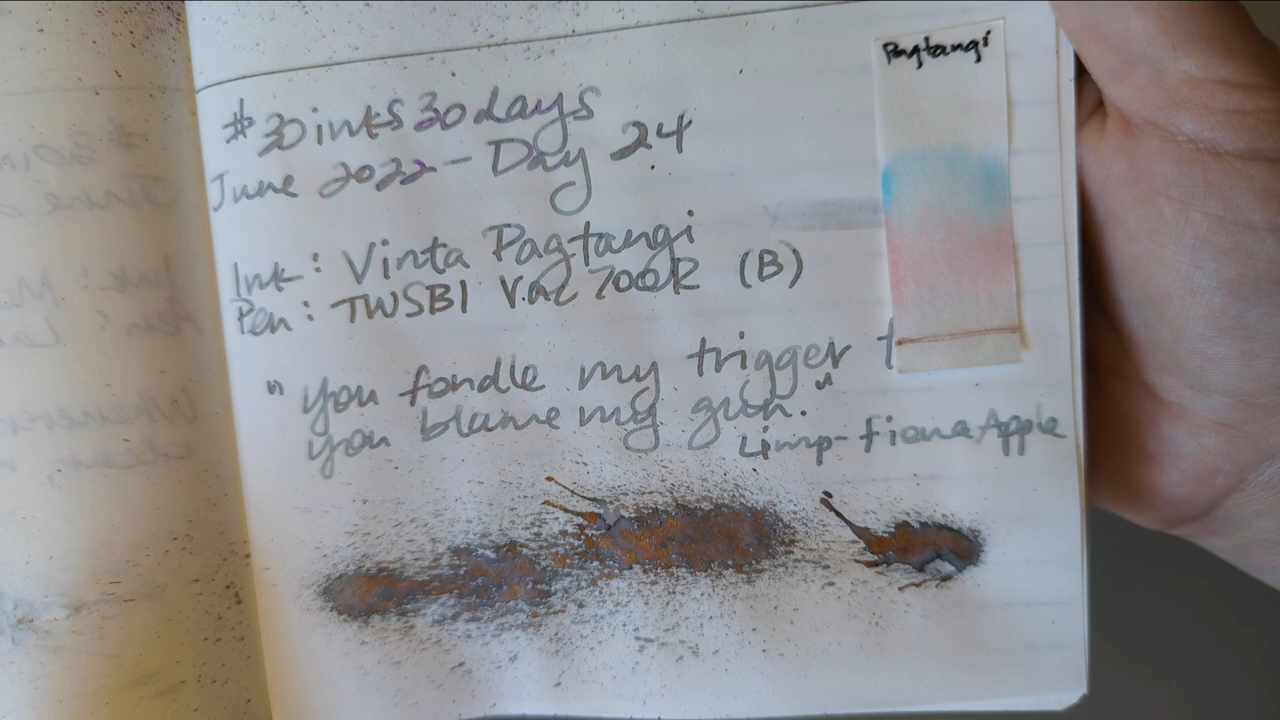 #30inks30days
June 2022 - Day 24
Ink: Vinta Pagtangi
Pen: TWSBI Vac 700R (B)
"you fondle my trigger t
you blame my gun."
Limp - Fiona Apple
Pagtangi